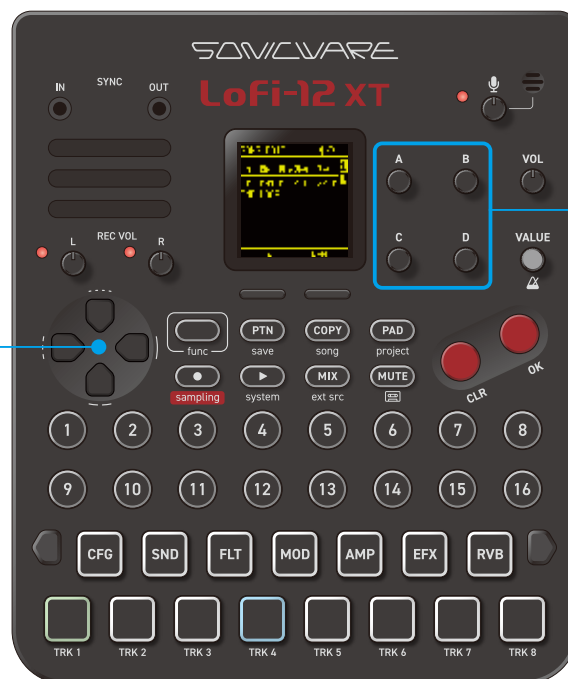 SONICWARE
LoFi-12 XT
IN SYNC OUT
A B VOL
REC VOL
L R
C D VALUE
func PTN COPY PAD
save song project
OK
CLR
MIX MUTE
sampling system ext src
1 2 3 4 5 6 7 8
9 10 11 12 13 14 15 16
CFG SND FLT MOD AMP EFX RVB
TRK 1 TRK 2 TRK 3 TRK 4 TRK 5 TRK 6 TRK 7 TRK 8